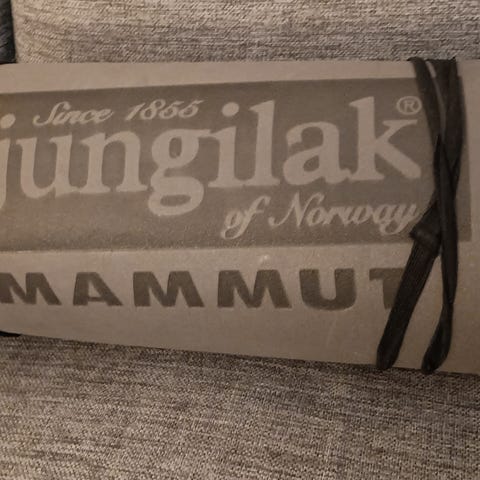 Since 1855
jungilak®
of Norway
MAMMUT